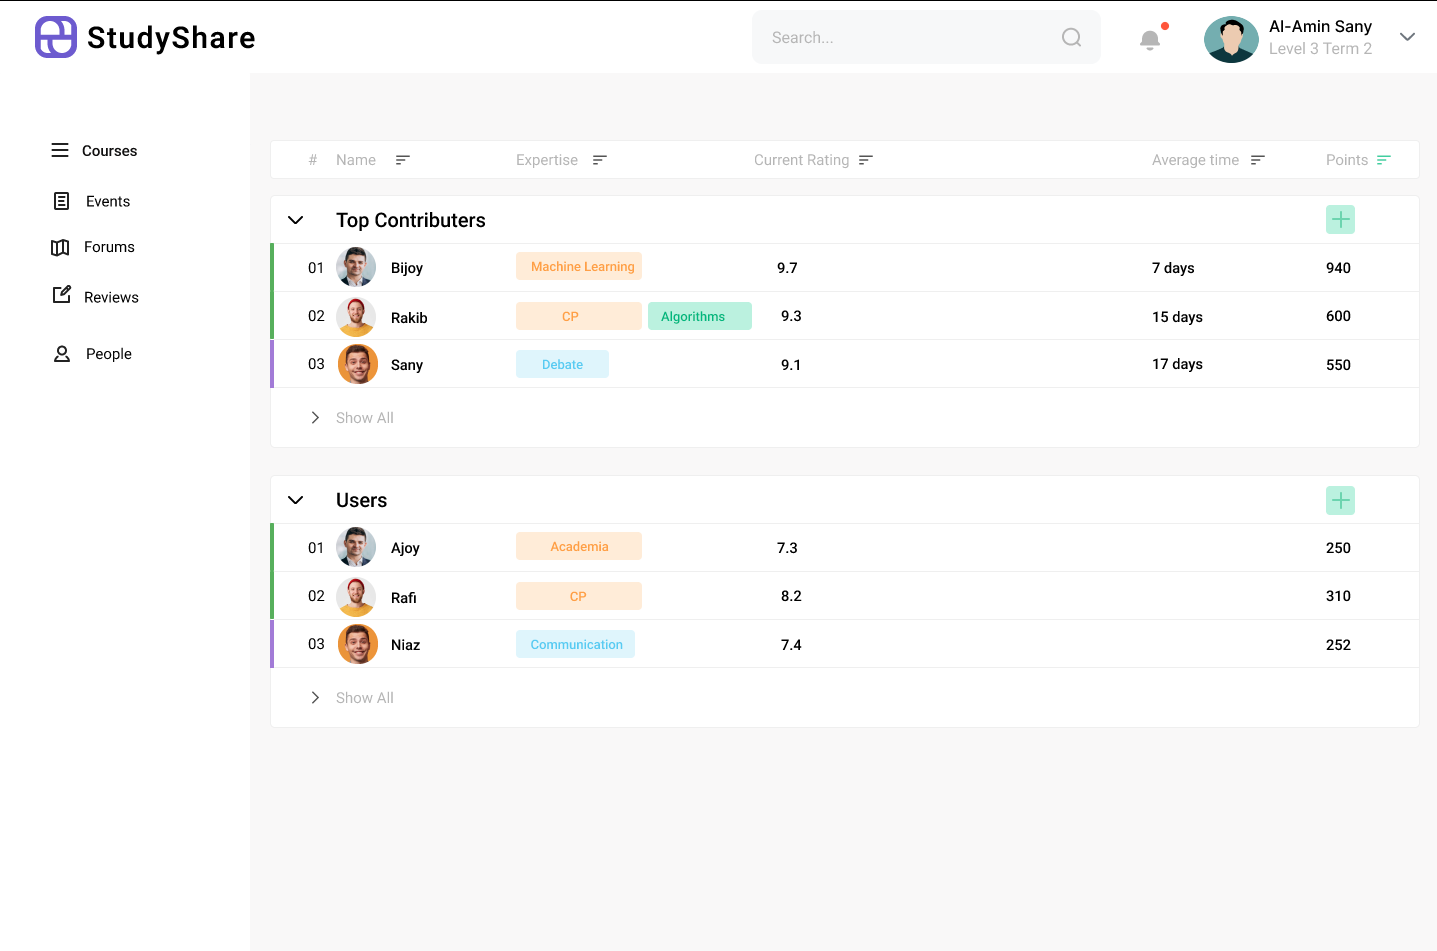 StudyShare
Search...
Al-Amin Sany
Level 3 Term 2
Courses
Events
Forums
Reviews
People
# Name Expertise Current Rating Average time Points
Top Contributers
01 Bijoy Machine Learning 9.7 7 days 940
02 Rakib CP Algorithms 9.3 15 days 600
03 Sany Debate 9.1 17 days 550
Show All
Users
01 Ajoy Academia 7.3 250
02 Rafi CP 8.2 310
03 Niaz Communication 7.4 252
Show All